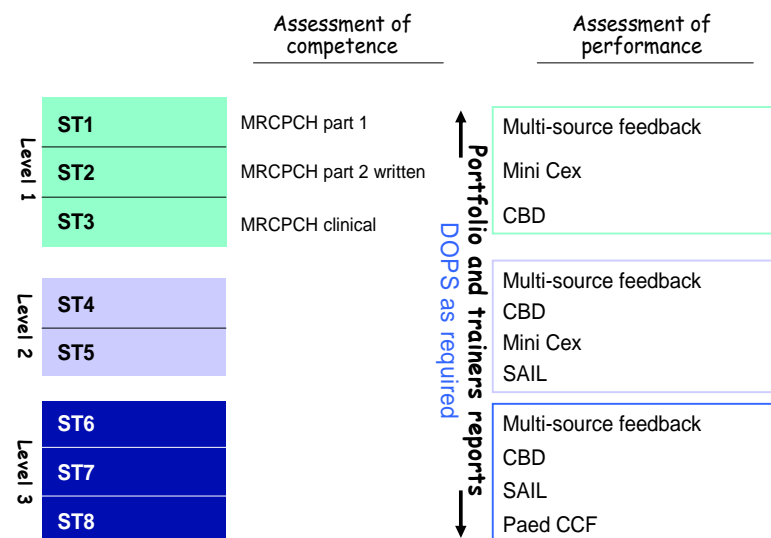 Assessment of
competence
Assessment of
performance
Level 1
ST1
ST2
ST3
MRCPCH part 1
MRCPCH part 2 written
MRCPCH clinical
Level 2
ST4
ST5
Level 3
ST6
ST7
ST8
Portfolio and trainers reports
DOPS as required
Multi-source feedback
Mini Cex
CBD
Multi-source feedback
CBD
Mini Cex
SAIL
Multi-source feedback
CBD
SAIL
Paed CCF